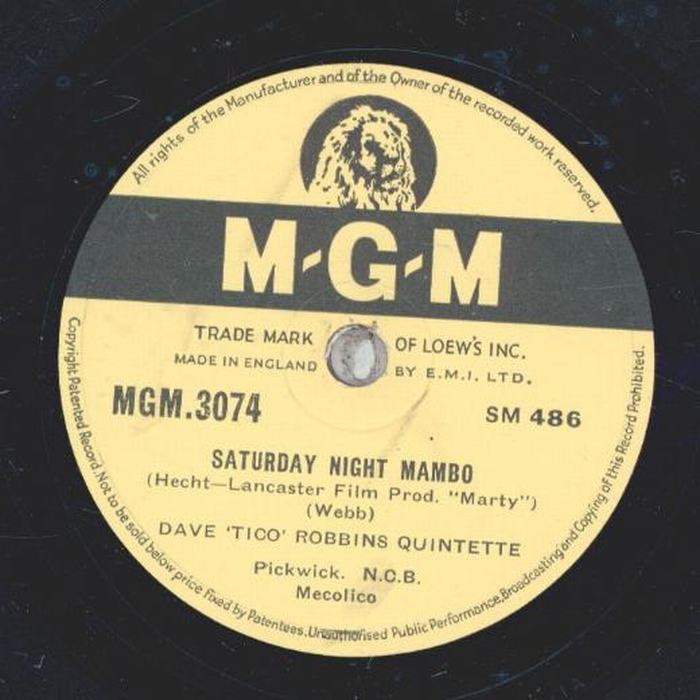 All rights of the Manufacturer and of the Owner of the recorded work reserved.
M-G-M
TRADE MARK OF LOEW'S INC.
MADE IN ENGLAND BY E.M.I. LTD.
MGM.3074 SM 486
SATURDAY NIGHT MAMBO
(Hecht—Lancaster Film Prod. "Marty")
(Webb)
DAVE 'TICO' ROBBINS QUINTETTE
Pickwick. N.C.B.
Mecolico
Copyright Patented Record. Not to be sold below price fixed by Patentees. Unauthorised Public Performance, Broadcasting and Copying of this Record Prohibited.